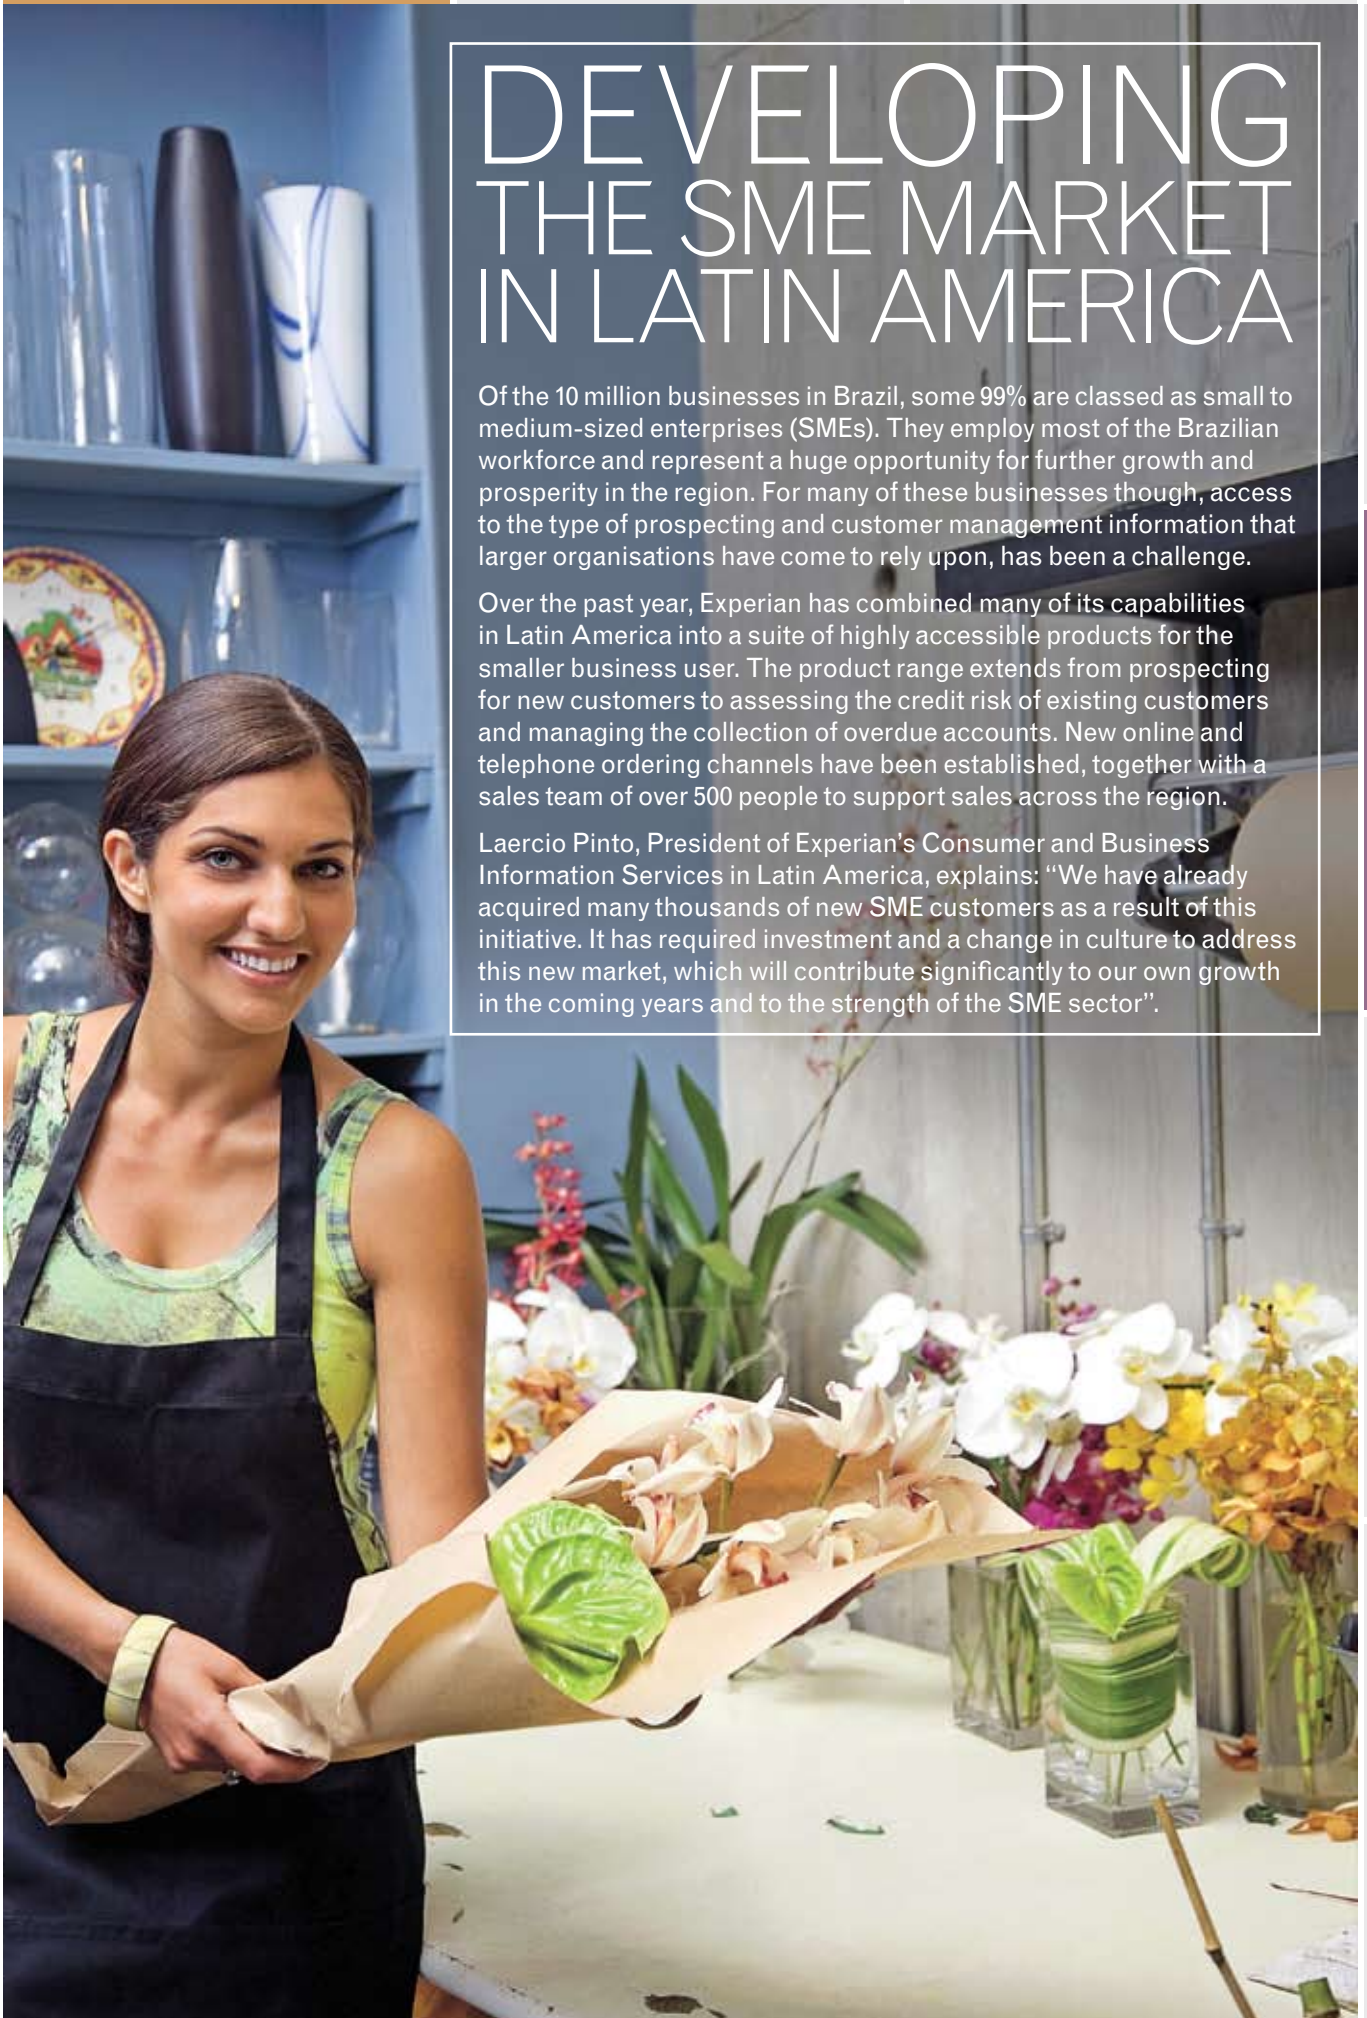 DEVELOPING
THE SME MARKET
IN LATIN AMERICA
Of the 10 million businesses in Brazil, some 99% are classed as small to
medium-sized enterprises (SMEs). They employ most of the Brazilian
workforce and represent a huge opportunity for further growth and
prosperity in the region. For many of these businesses though, access
to the type of prospecting and customer management information that
larger organisations have come to rely upon, has been a challenge.
Over the past year, Experian has combined many of its capabilities
in Latin America into a suite of highly accessible products for the
smaller business user. The product range extends from prospecting
for new customers to assessing the credit risk of existing customers
and managing the collection of overdue accounts. New online and
telephone ordering channels have been established, together with a
sales team of over 500 people to support sales across the region.
Laercio Pinto, President of Experian’s Consumer and Business
Information Services in Latin America, explains: “We have already
acquired many thousands of new SME customers as a result of this
initiative. It has required investment and a change in culture to address
this new market, which will contribute significantly to our own growth
in the coming years and to the strength of the SME sector”.